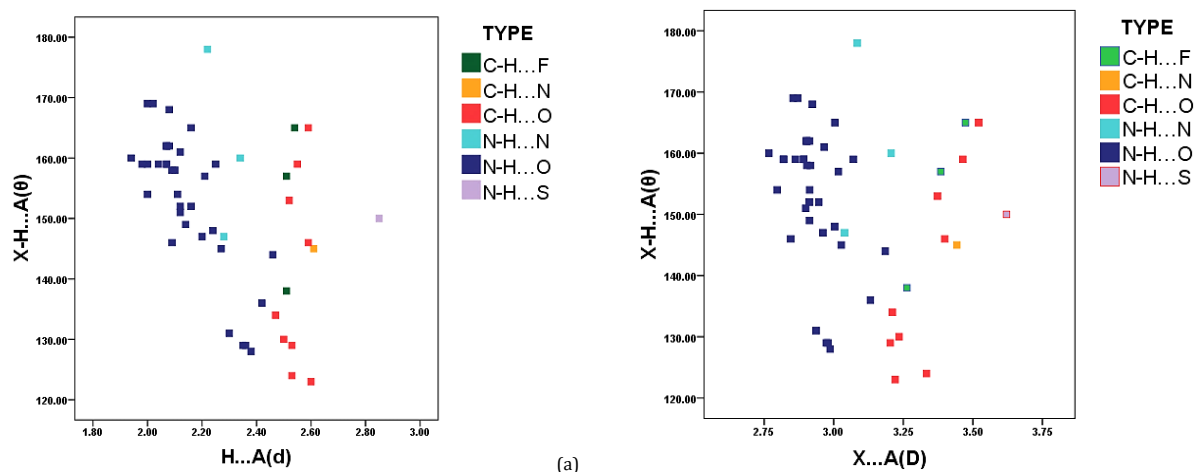 TYPE
C-H...F
C-H...N
C-H...O
N-H...N
N-H...O
N-H...S
X-H...A(θ)
180.00
170.00
160.00
150.00
140.00
130.00
120.00
1.80
2.00
2.20
2.40
2.60
2.80
3.00
H...A(d)
(a)
TYPE
C-H...F
C-H...N
C-H...O
N-H...N
N-H...O
N-H...S
X-H...A(θ)
180.00
170.00
160.00
150.00
140.00
130.00
120.00
2.75
3.00
3.25
3.50
3.75
X...A(D)